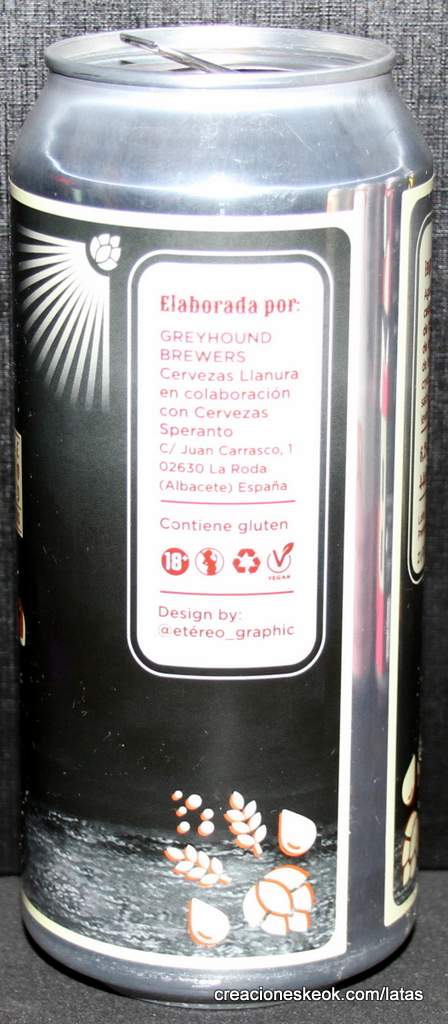 Elaborada por:
GREYHOUND
BREWERS
Cervezas Llanura
en colaboración
con Cervezas
Speranto
C/ Juan Carrasco, 1
02630 La Roda
(Albacete) España
Contiene gluten
18+
VEGAN
Design by:
@etéreo_graphic
creacioneskeok.com/latas